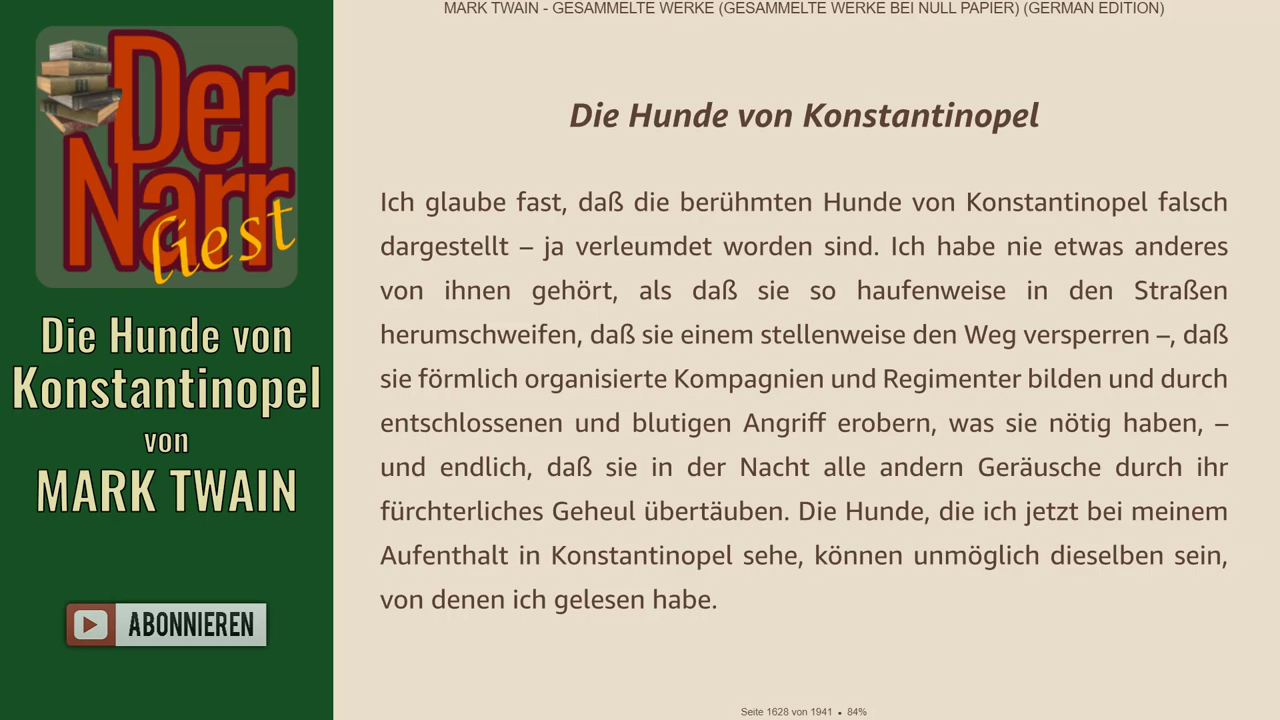 MARK TWAIN - GESAMMELTE WERKE (GESAMMELTE WERKE BEI NULL PAPIER) (GERMAN EDITION)
Der
Narr
liest
Die Hunde von
Konstantinopel
von
MARK TWAIN
ABONNIEREN
Die Hunde von Konstantinopel
Ich glaube fast, daß die berühmten Hunde von Konstantinopel falsch
dargestellt – ja verleumdet worden sind. Ich habe nie etwas anderes
von ihnen gehört, als daß sie so haufenweise in den Straßen
herumschweifen, daß sie einem stellenweise den Weg versperren –, daß
sie förmlich organisierte Kompagnien und Regimenter bilden und durch
entschlossenen und blutigen Angriff erobern, was sie nötig haben, –
und endlich, daß sie in der Nacht alle andern Geräusche durch ihr
fürchterliches Geheul übertäuben. Die Hunde, die ich jetzt bei meinem
Aufenthalt in Konstantinopel sehe, können unmöglich dieselben sein,
von denen ich gelesen habe.
Seite 1628 von 1941 • 84%